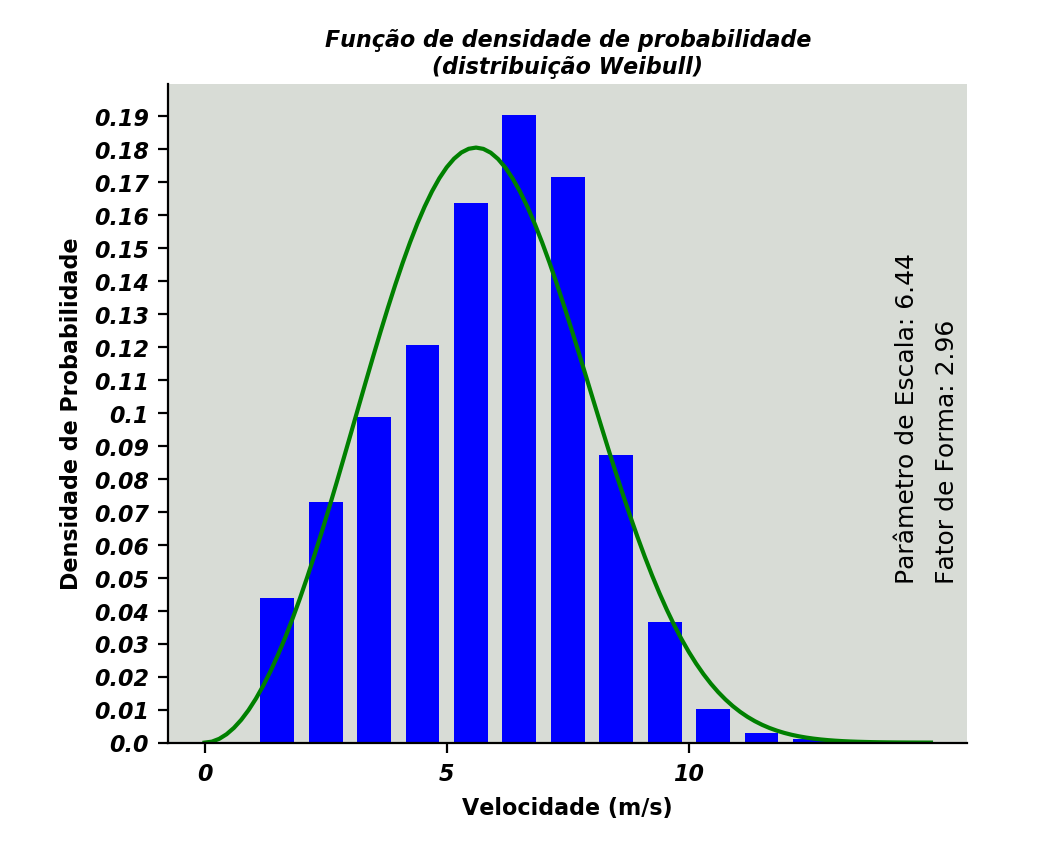 Função de densidade de probabilidade
(distribuição Weibull)
Densidade de Probabilidade
0.19
0.18
0.17
0.16
0.15
0.14
0.13
0.12
0.11
0.1
0.09
0.08
0.07
0.06
0.05
0.04
0.03
0.02
0.01
0.0
0 5 10
Velocidade (m/s)
Parâmetro de Escala: 6.44
Fator de Forma: 2.96